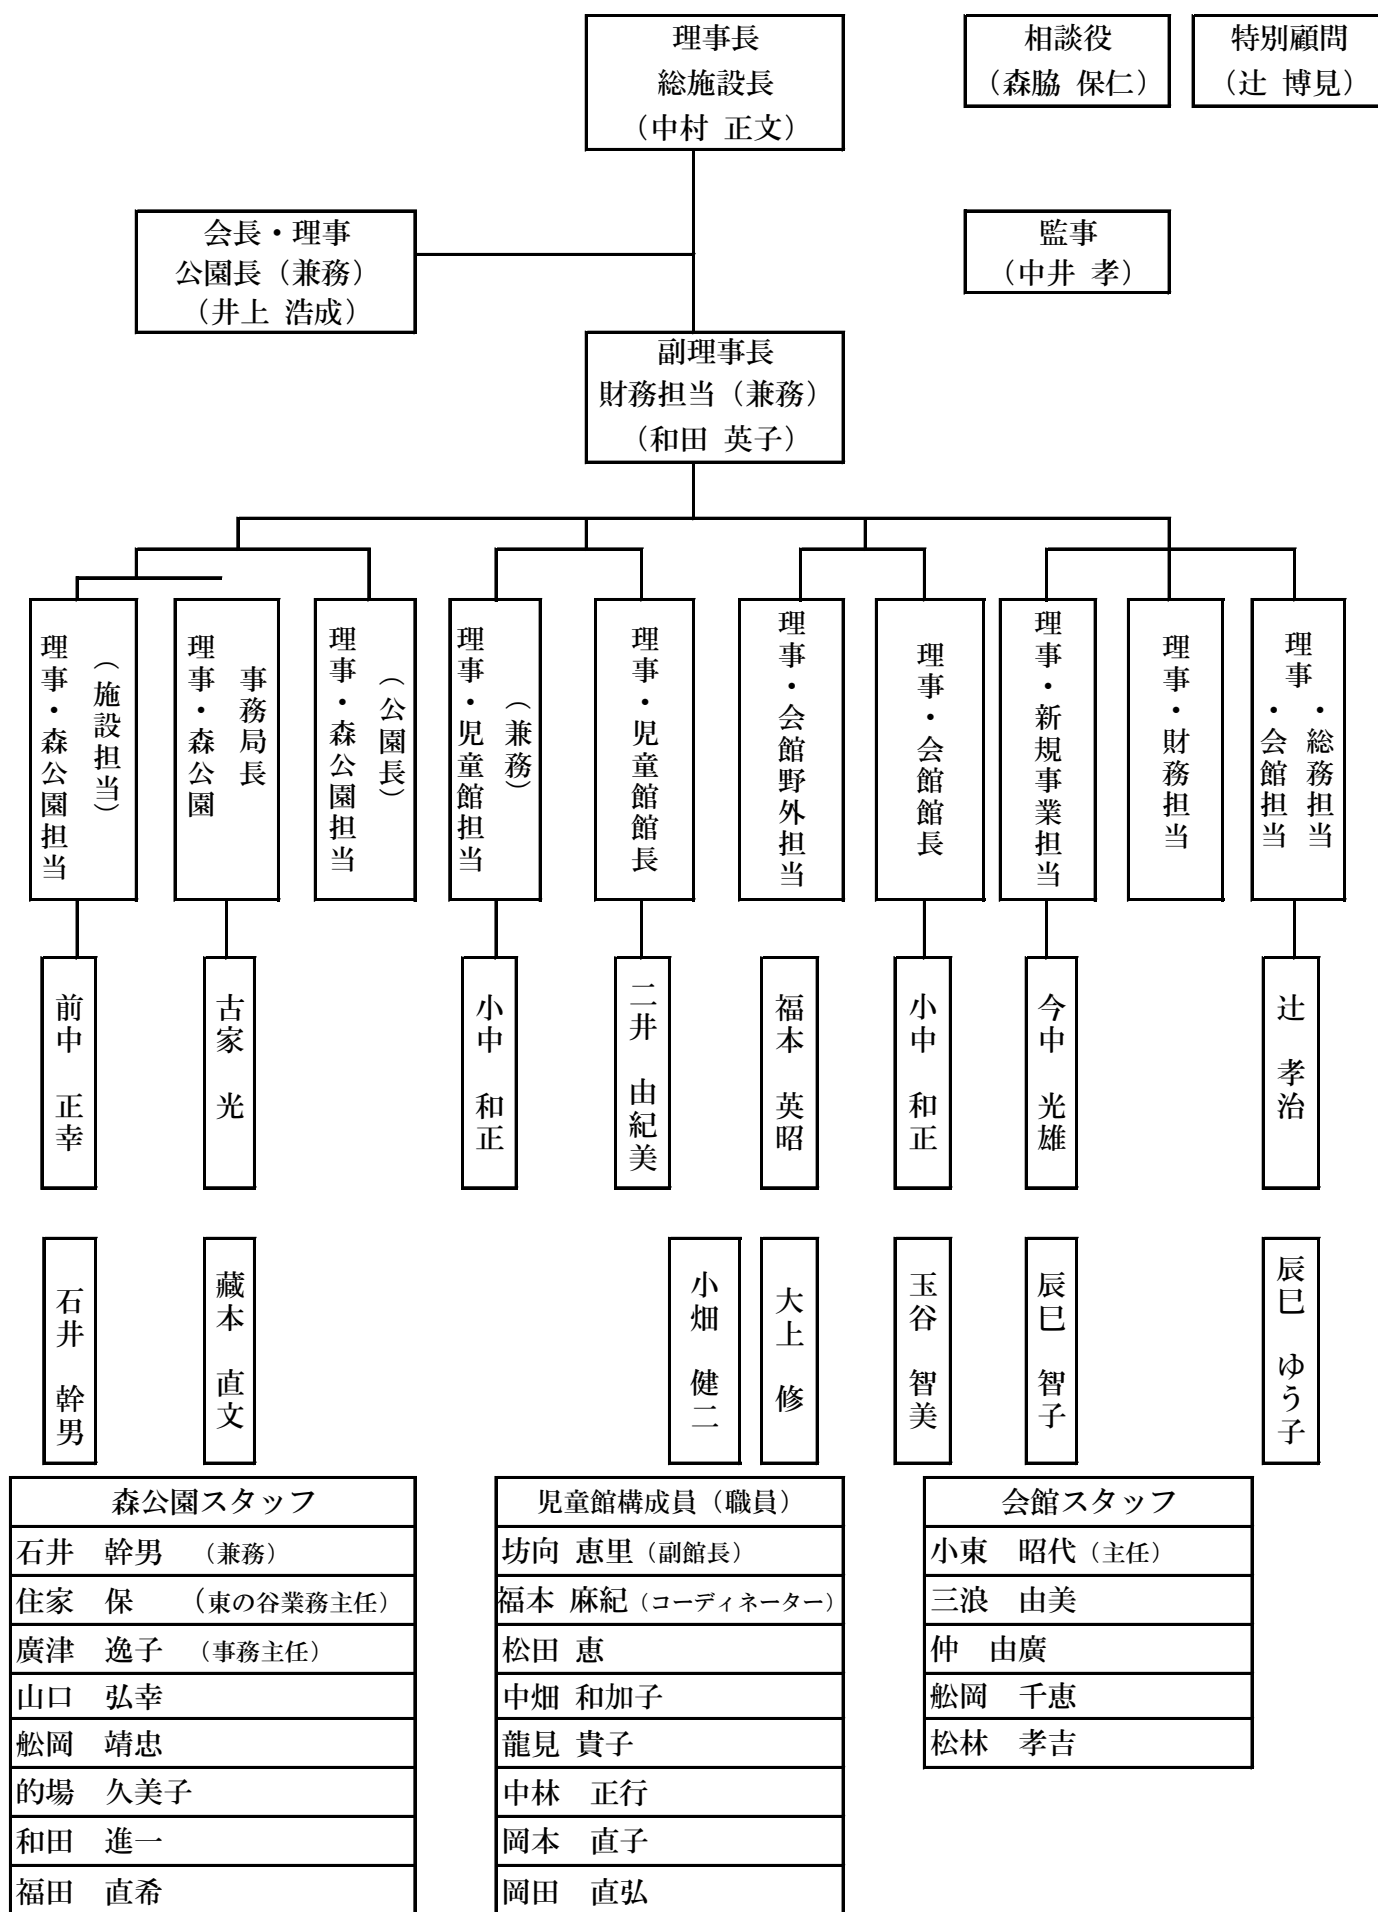 理事長
総施設長
（中村 正文）
相談役
（森脇 保仁）
特別顧問
（辻 博見）
会長・理事
公園長（兼務）
（井上 浩成）
監事
（中井 孝）
副理事長
財務担当（兼務）
（和田 英子）
理事・森公園担当
（施設担当）
理事・森公園
事務局長
理事・森公園担当
（公園長）
理事・児童館担当
（兼務）
理事・児童館館長
理事・会館野外担当
理事・会館館長
理事・新規事業担当
理事・財務担当
理事
・総務担当
・会館担当
前中 正幸
古家 光
小中 和正
二井 由紀美
福本 英昭
小中 和正
今中 光雄
辻 孝治
石井 幹男
藏本 直文
小畑 健二
大上 修
玉谷 智美
辰巳 智子
辰巳 ゆう子
森公園スタッフ
石井 幹男 （兼務）
住家 保 （東の谷業務主任）
廣津 逸子 （事務主任）
山口 弘幸
舩岡 靖忠
的場 久美子
和田 進一
福田 直希
児童館構成員（職員）
坊向 恵里（副館長）
福本 麻紀（コーディネーター）
松田 恵
中畑 和加子
龍見 貴子
中林 正行
岡本 直子
岡田 直弘
会館スタッフ
小東 昭代（主任）
三浪 由美
仲 由廣
舩岡 千恵
松林 孝吉